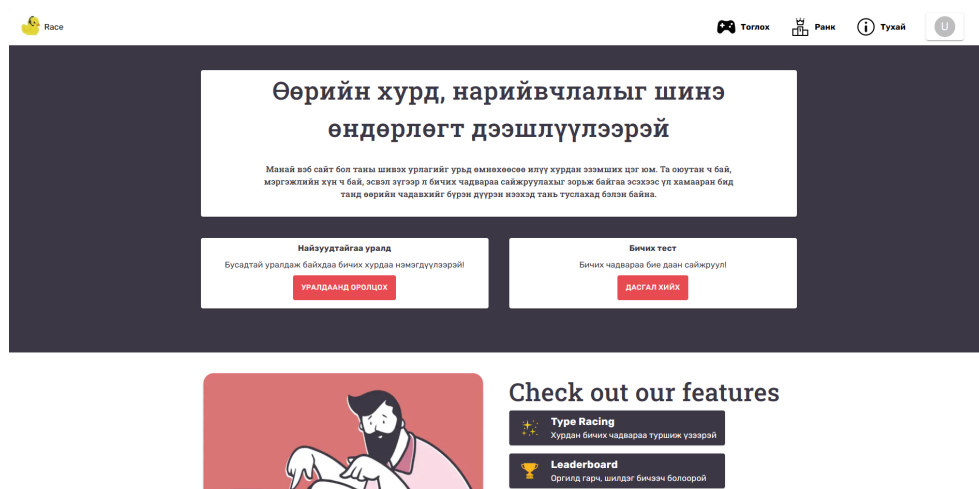 Race
Тоглох
Ранк
Тухай
U
Өөрийн хурд, нарийвчлалыг шинэ
өндөрлөгт дээшлүүлээрэй
Манай вэб сайт бол таны шивэх урлагийг урьд өмнөхөөсөө илүү хурдан эзэмших цэг юм. Та оюутан ч бай,
мэргэжлийн хүн ч бай, эсвэл зүгээр л бичих чадвараа сайжруулахыг зорьж байгаа эсэхээс үл хамааран бид
танд өөрийн чадавхийг бүрэн дүүрэн нээхэд тань туслахад бэлэн байна.
Найзуудтайгаа уралд
Бусадтай уралдаж байхдаа бичих хурдаа нэмэгдүүлээрэй!
УРАЛДААНД ОРОЛЦОХ
Бичих тест
Бичих чадвараа бие даан сайжруул!
ДАСГАЛ ХИЙХ
Check out our features
Type Racing
Хурдан бичих чадвараа туршиж үзээрэй
Leaderboard
Оргилд гарч, шилдэг бичээч болоорой